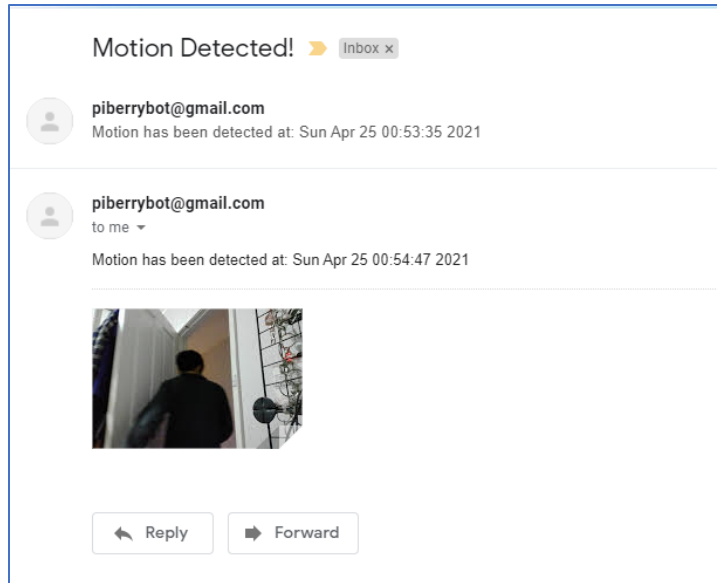 Motion Detected! Inbox ×
piberrybot@gmail.com
Motion has been detected at: Sun Apr 25 00:53:35 2021
piberrybot@gmail.com
to me
Motion has been detected at: Sun Apr 25 00:54:47 2021
Reply Forward